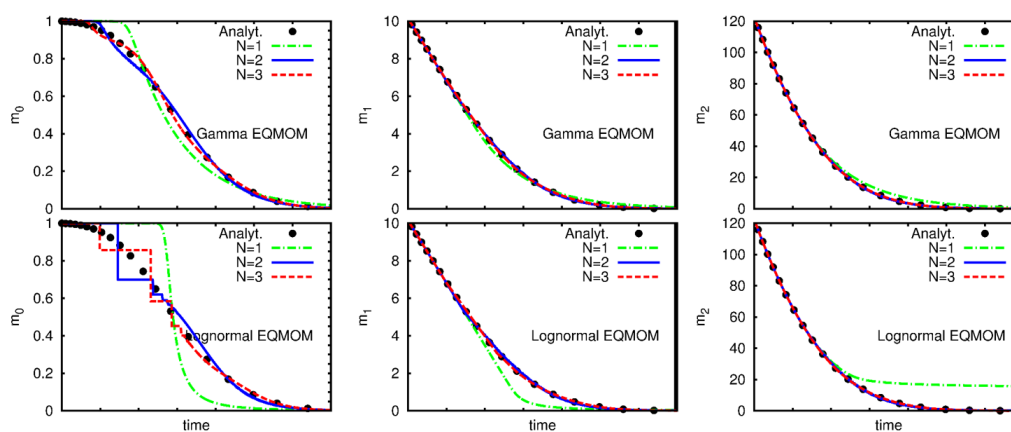 1
0.8
0.6
0.4
0.2
0
m0
Analyt.
N=1
N=2
N=3
Gamma EQMOM
10
8
6
4
2
0
m1
Analyt.
N=1
N=2
N=3
Gamma EQMOM
120
100
80
60
40
20
0
m2
Analyt.
N=1
N=2
N=3
Gamma EQMOM
1
0.8
0.6
0.4
0.2
0
m0
Analyt.
N=1
N=2
N=3
Lognormal EQMOM
time
10
8
6
4
2
0
m1
Analyt.
N=1
N=2
N=3
Lognormal EQMOM
time
120
100
80
60
40
20
0
m2
Analyt.
N=1
N=2
N=3
Lognormal EQMOM
time